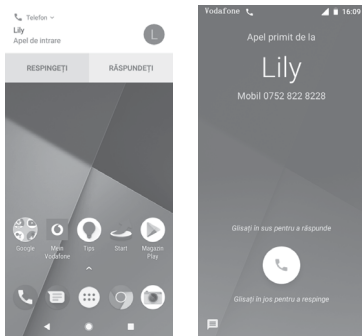 Telefon
Lily
Apel de intrare
L
RESPINGEȚI RĂSPUNDEȚI
Google
Mein Vodafone
Tips
Start
Magazin Play
Vodafone
16:09
Apel primit de la
Lily
Mobil 0752 822 8228
Glisați în sus pentru a răspunde
Glisați în jos pentru a respinge